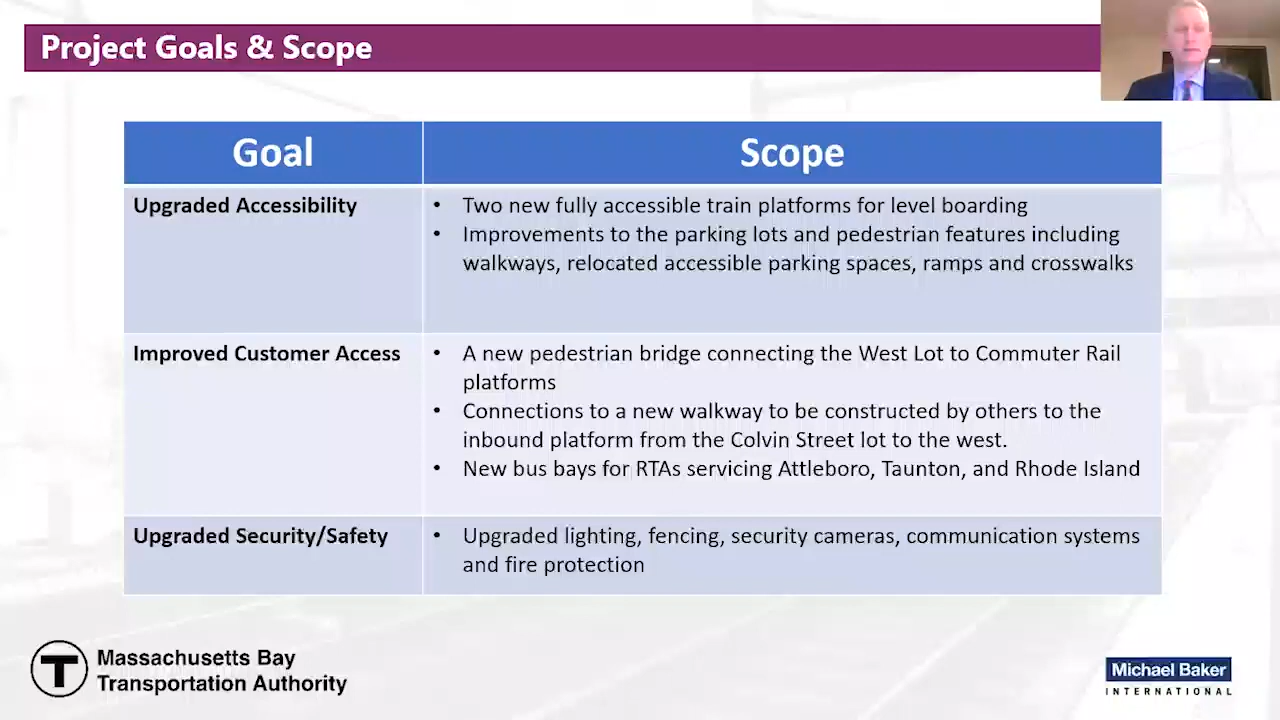 Project Goals & Scope
Goal
Scope
Upgraded Accessibility
• Two new fully accessible train platforms for level boarding
• Improvements to the parking lots and pedestrian features including
walkways, relocated accessible parking spaces, ramps and crosswalks
Improved Customer Access
• A new pedestrian bridge connecting the West Lot to Commuter Rail
platforms
• Connections to a new walkway to be constructed by others to the
inbound platform from the Colvin Street lot to the west.
• New bus bays for RTAs servicing Attleboro, Taunton, and Rhode Island
Upgraded Security/Safety
• Upgraded lighting, fencing, security cameras, communication systems
and fire protection
T
Massachusetts Bay
Transportation Authority
Michael Baker
INTERNATIONAL